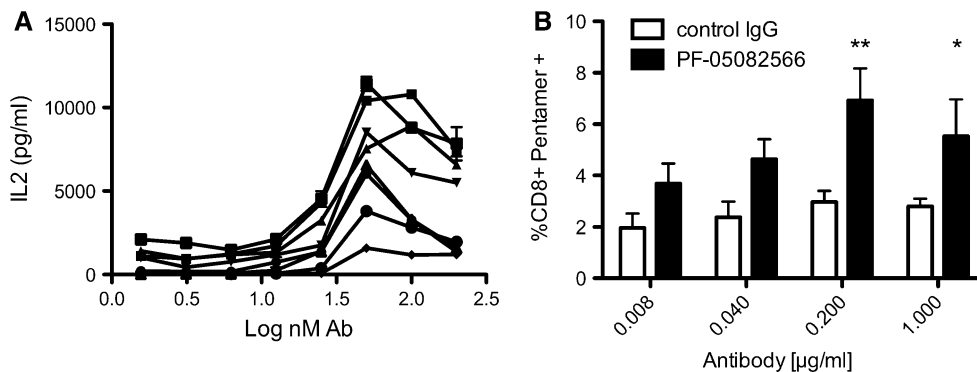 A
IL2 (pg/ml)
15000
10000
5000
0
0.0 0.5 1.0 1.5 2.0 2.5
Log nM Ab
B
%CD8+ Pentamer +
10
8
6
4
2
0
control IgG
PF-05082566
** *
0.008 0.040 0.200 1.000
Antibody [µg/ml]